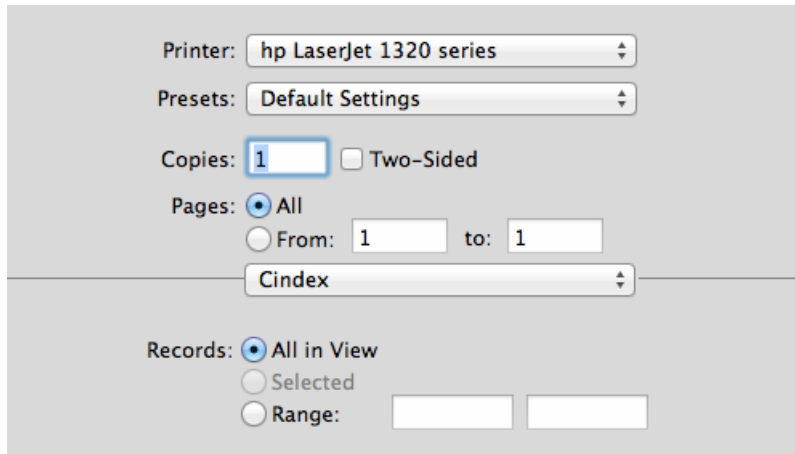 Printer: hp LaserJet 1320 series
Presets: Default Settings
Copies: 1 Two-Sided
Pages: All
From: 1 to: 1
Cindex
Records: All in View
Selected
Range: